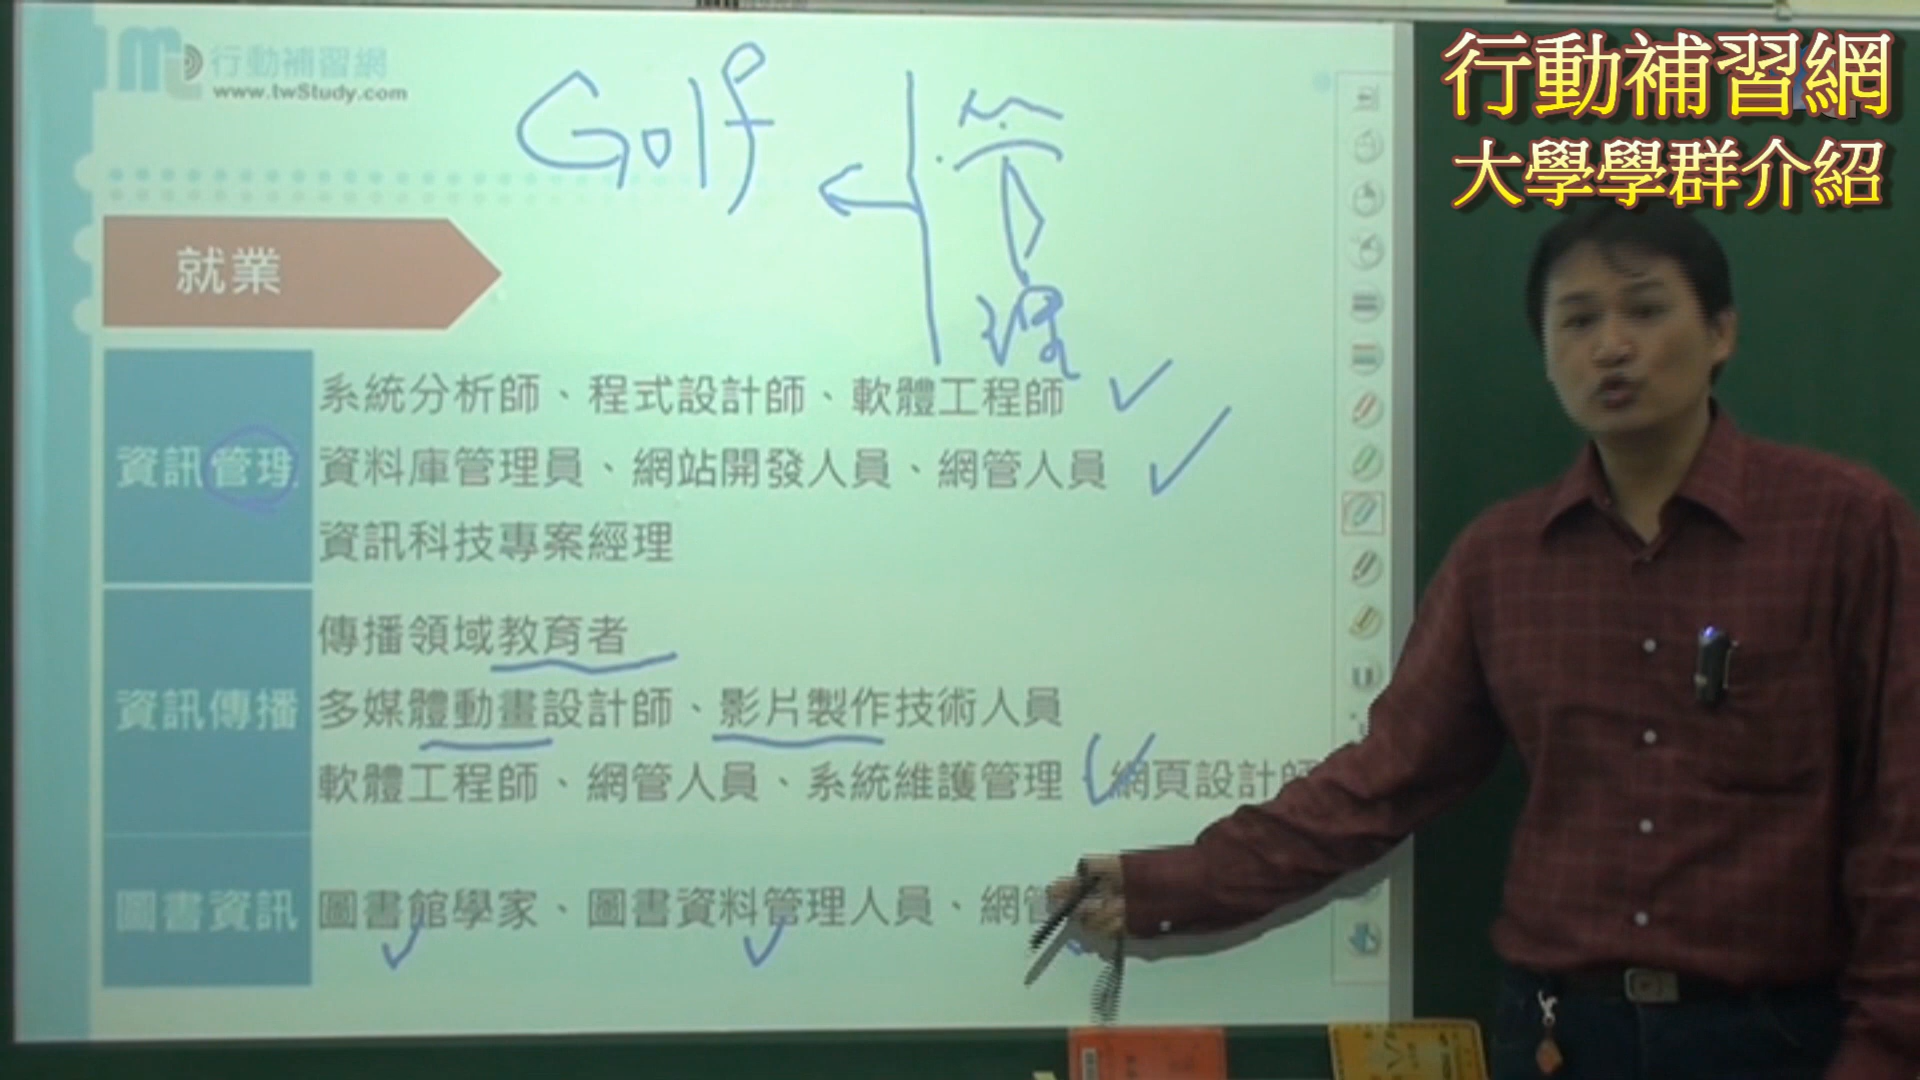 行動補習網
www.twStudy.com
行動補習網
大學學群介紹
Golf
管
理
就業
資訊管理
系統分析師、程式設計師、軟體工程師
資料庫管理員、網站開發人員、網管人員
資訊科技專案經理
資訊傳播
傳播領域教育者
多媒體動畫設計師、影片製作技術人員
軟體工程師、網管人員、系統維護管理、網頁設計師
圖書資訊
圖書館學家、圖書資料管理人員、網管